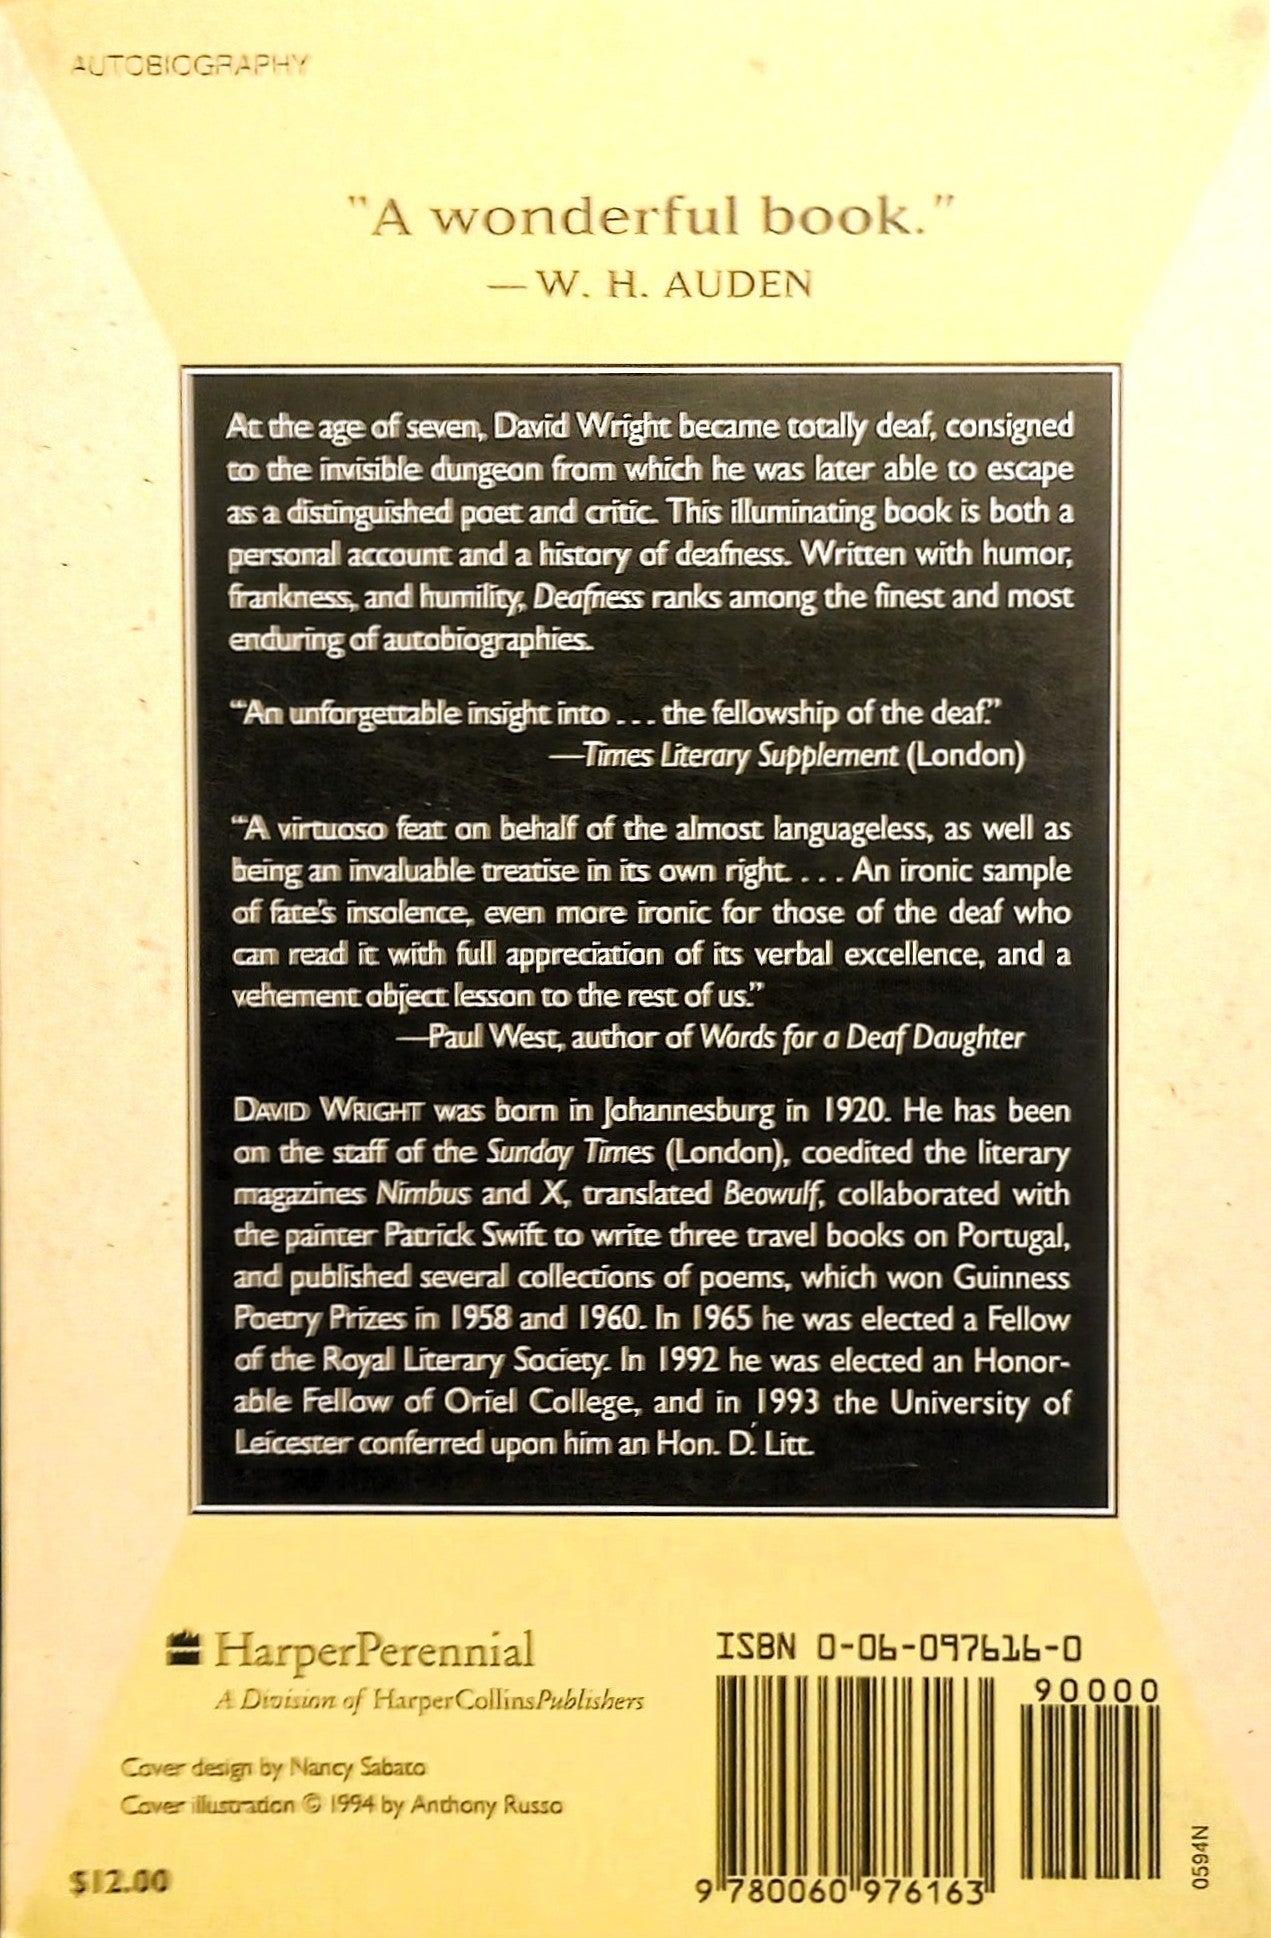 AUTOBIOGRAPHY
"A wonderful book."
—W. H. AUDEN
At the age of seven, David Wright became totally deaf, consigned
to the invisible dungeon from which he was later able to escape
as a distinguished poet and critic. This illuminating book is both a
personal account and a history of deafness. Written with humor,
frankness, and humility, Deafness ranks among the finest and most
enduring of autobiographies.
"An unforgettable insight into . . . the fellowship of the deaf."
—Times Literary Supplement (London)
"A virtuoso feat on behalf of the almost languageless, as well as
being an invaluable treatise in its own right. . . . An ironic sample
of fate's insolence, even more ironic for those of the deaf who
can read it with full appreciation of its verbal excellence, and a
vehement object lesson to the rest of us."
—Paul West, author of Words for a Deaf Daughter
DAVID WRIGHT was born in Johannesburg in 1920. He has been
on the staff of the Sunday Times (London), coedited the literary
magazines Nimbus and X, translated Beowulf, collaborated with
the painter Patrick Swift to write three travel books on Portugal,
and published several collections of poems, which won Guinness
Poetry Prizes in 1958 and 1960. In 1965 he was elected a Fellow
of the Royal Literary Society. In 1992 he was elected an Honor-
able Fellow of Oriel College, and in 1993 the University of
Leicester conferred upon him an Hon. D. Litt.
HarperPerennial
A Division of HarperCollinsPublishers
Cover design by Nancy Sabato
Cover illustration © 1994 by Anthony Russo
$12.00
ISBN 0-06-097616-0
90000
9 780060 976163
0594N